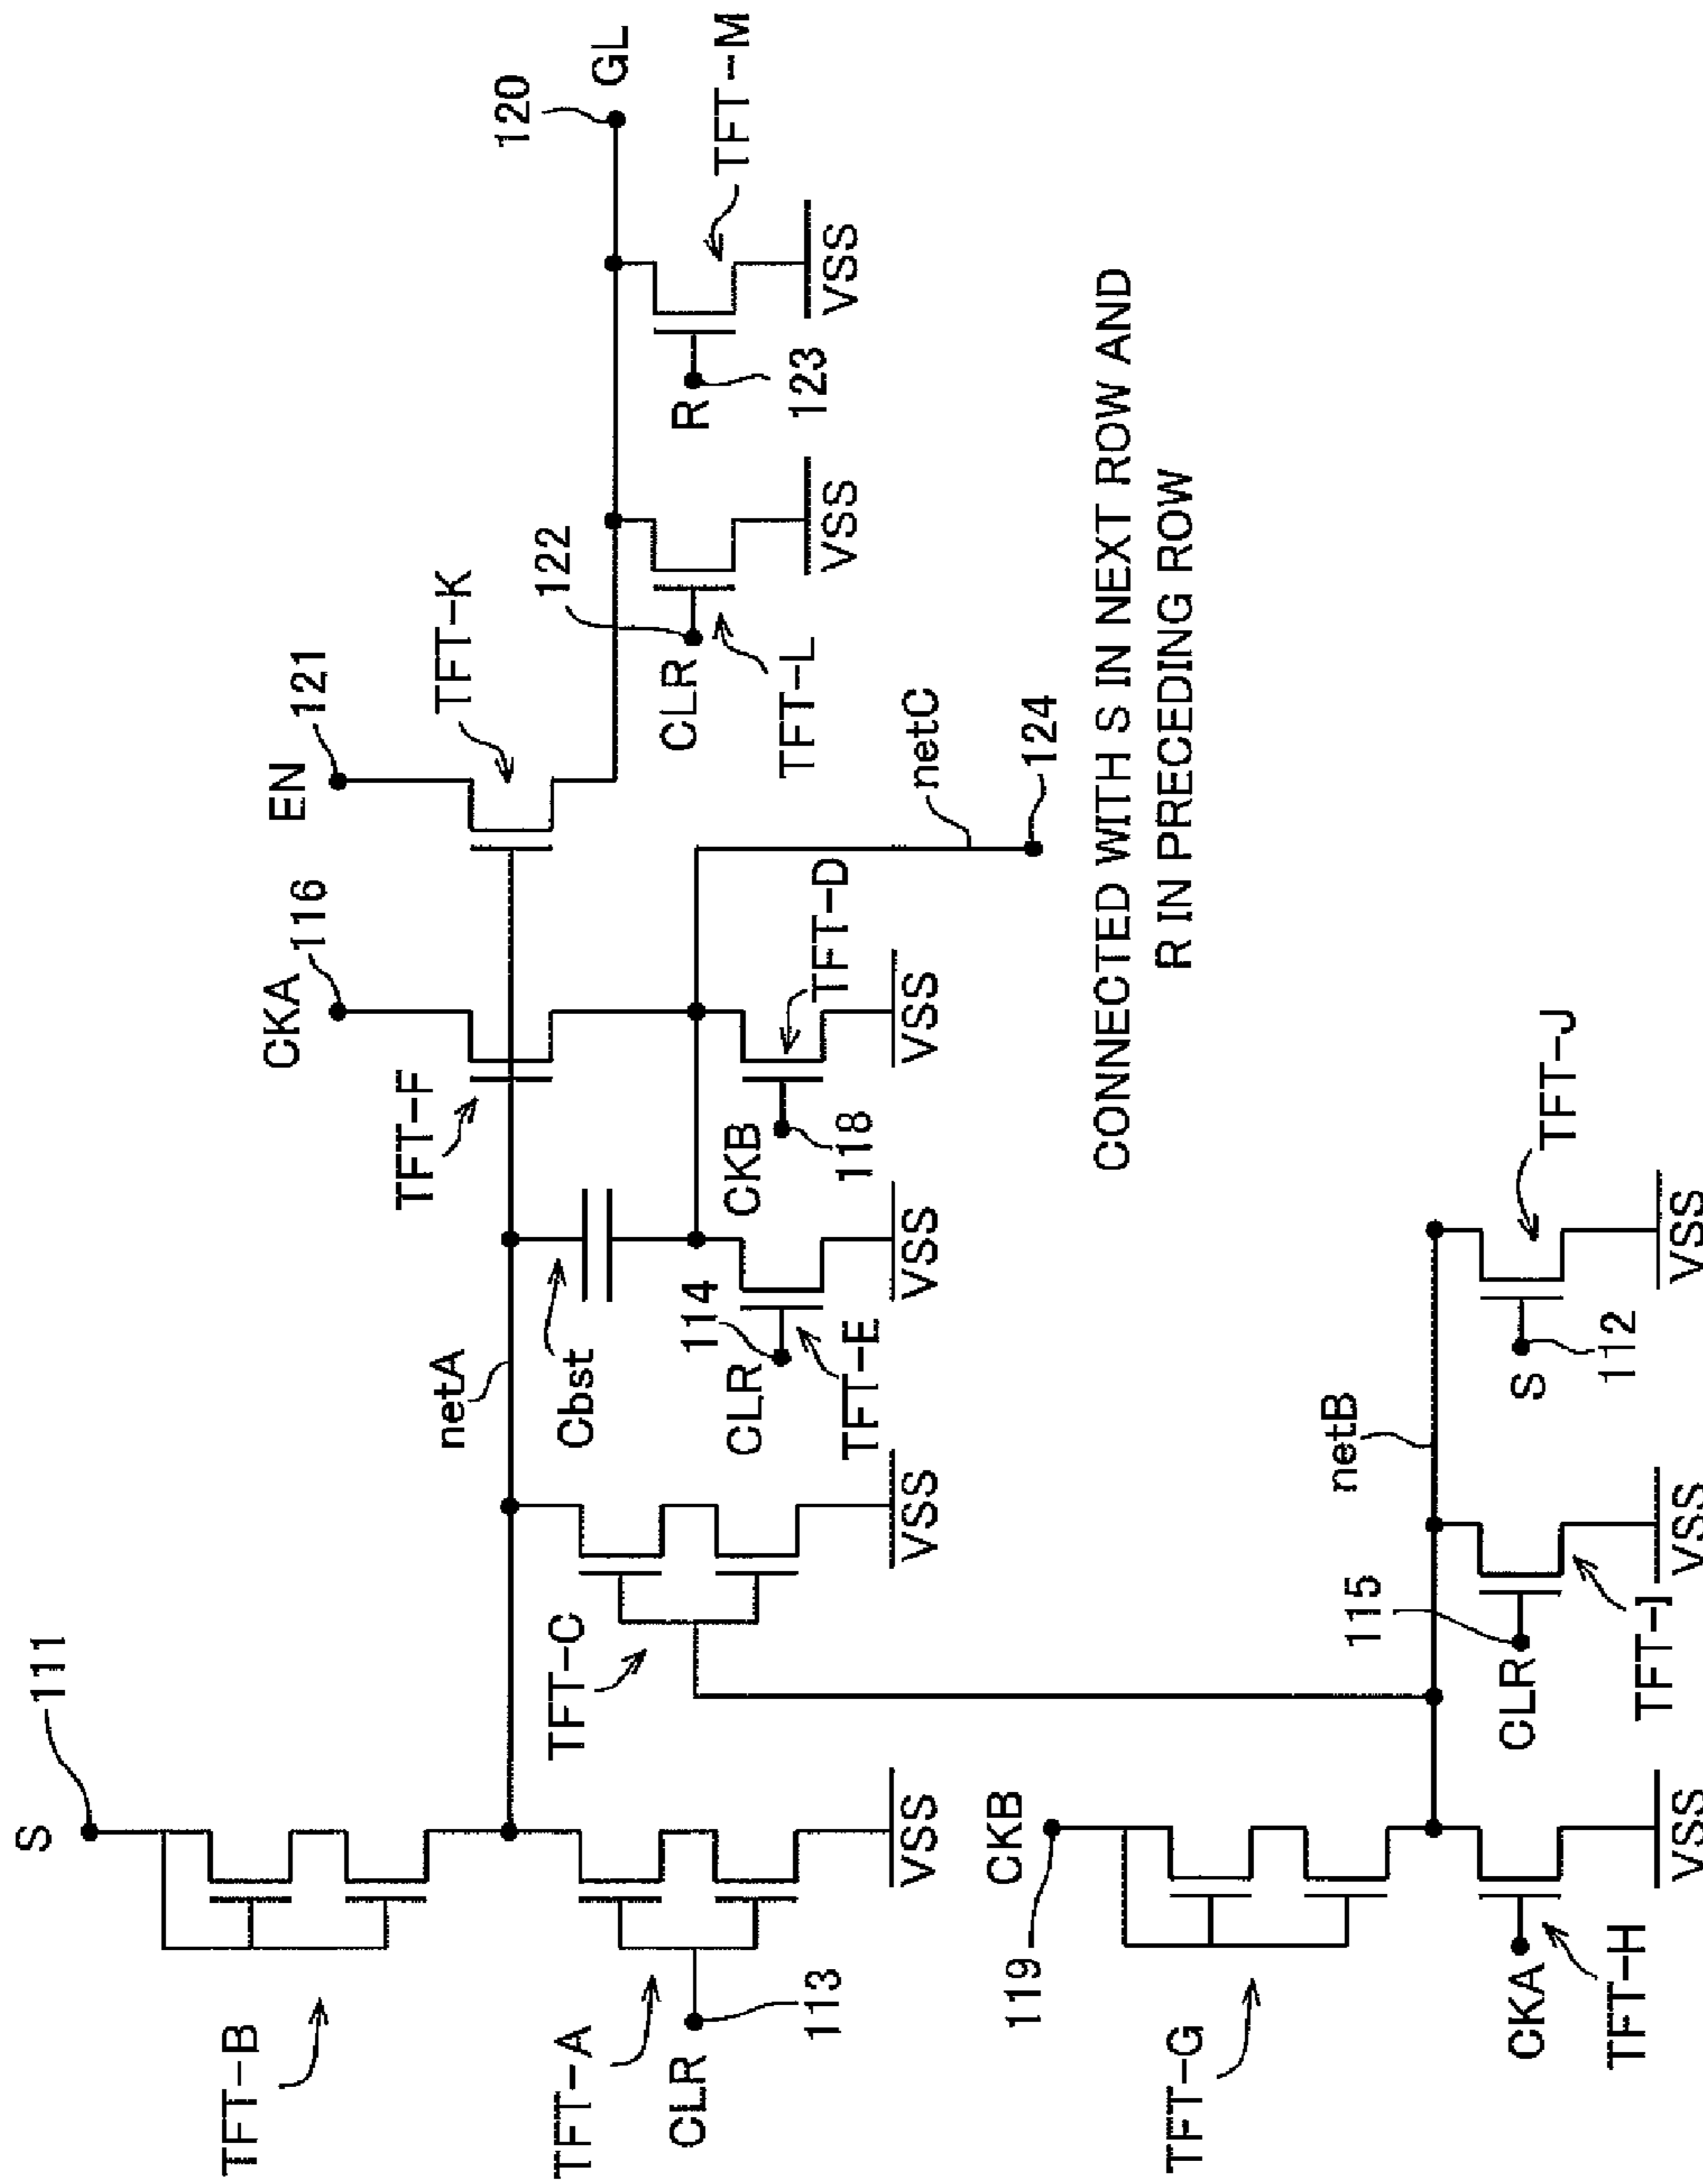 S
111
TFT-B
TFT-A
CLR
113
VSS
netA
TFT-C
VSS
Cbst
CLR
114
TFT-E
VSS
TFT-F
CKA
116
CKB
118
TFT-D
VSS
EN
121
TFT-K
netC
124
CONNECTED WITH S IN NEXT ROW AND
R IN PRECEDING ROW
CLR
122
TFT-L
VSS
R
123
TFT-M
VSS
120
GL
CKB
119
TFT-G
CKA
TFT-H
VSS
netB
CLR
115
TFT-I
VSS
S
112
TFT-J
VSS